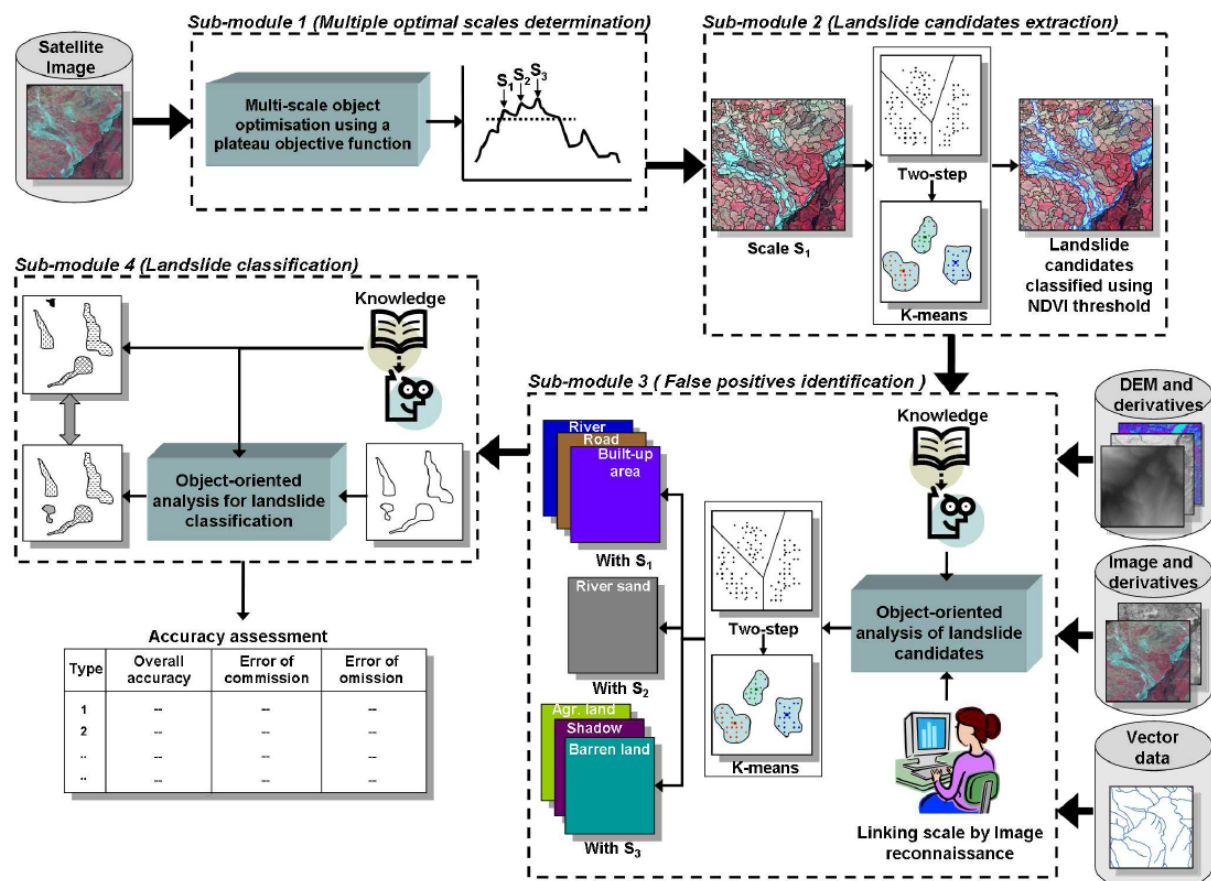 Sub-module 1 (Multiple optimal scales determination)
Satellite
Image
Multi-scale object
optimisation using a
plateau objective function
S1
S2
S3
Sub-module 2 (Landslide candidates extraction)
Scale S1
Two-step
K-means
Landslide
candidates
classified using
NDVI threshold
Sub-module 3 ( False positives identification )
DEM and
derivatives
Image and
derivatives
Vector
data
Knowledge
Object-oriented
analysis of landslide
candidates
Linking scale by Image
reconnaissance
Two-step
K-means
River
Road
Built-up
area
With S1
River sand
With S2
Agr. land
Shadow
Barren land
With S3
Sub-module 4 (Landslide classification)
Knowledge
Object-oriented
analysis for landslide
classification
Accuracy assessment
Type Overall accuracy Error of commission Error of omission
1 -- -- --
2 -- -- --
.. -- -- --
.. -- -- --